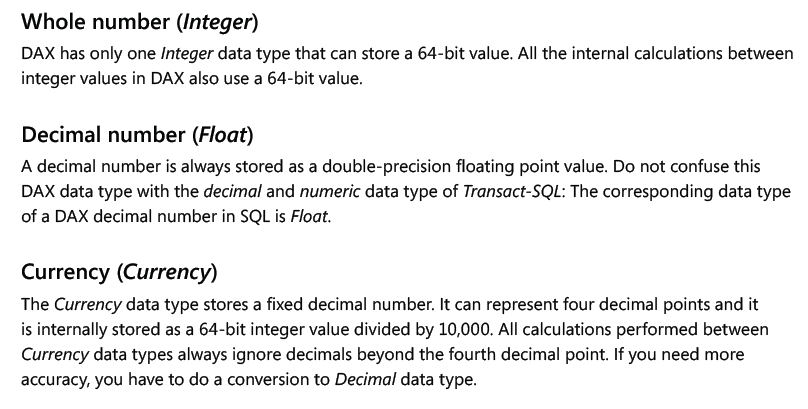 Whole number (Integer)
DAX has only one Integer data type that can store a 64-bit value. All the internal calculations between
integer values in DAX also use a 64-bit value.
Decimal number (Float)
A decimal number is always stored as a double-precision floating point value. Do not confuse this
DAX data type with the decimal and numeric data type of Transact-SQL: The corresponding data type
of a DAX decimal number in SQL is Float.
Currency (Currency)
The Currency data type stores a fixed decimal number. It can represent four decimal points and it
is internally stored as a 64-bit integer value divided by 10,000. All calculations performed between
Currency data types always ignore decimals beyond the fourth decimal point. If you need more
accuracy, you have to do a conversion to Decimal data type.